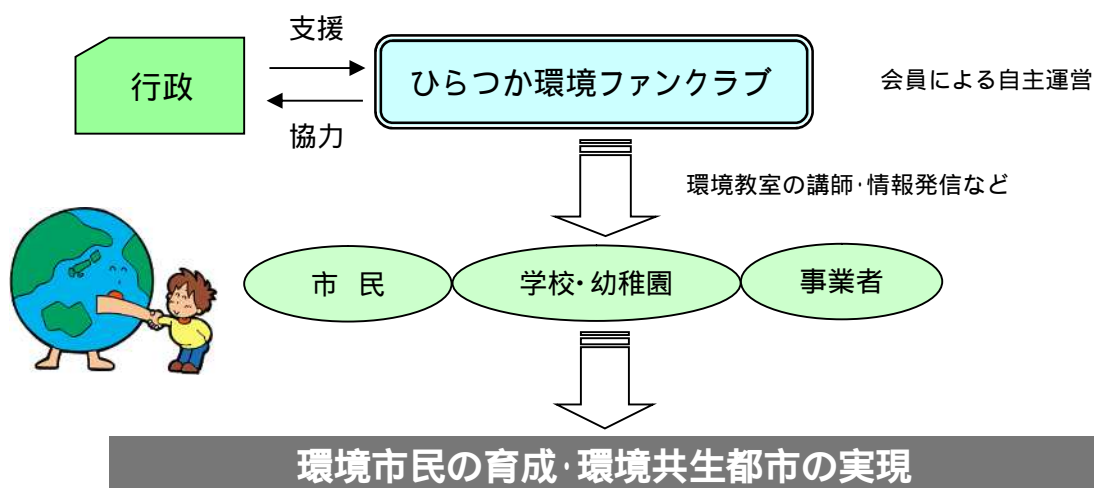 支援
行政
ひらつか環境ファンクラブ
会員による自主運営
協力
環境教室の講師･情報発信など
市 民
学校･幼稚園
事業者
環境市民の育成･環境共生都市の実現